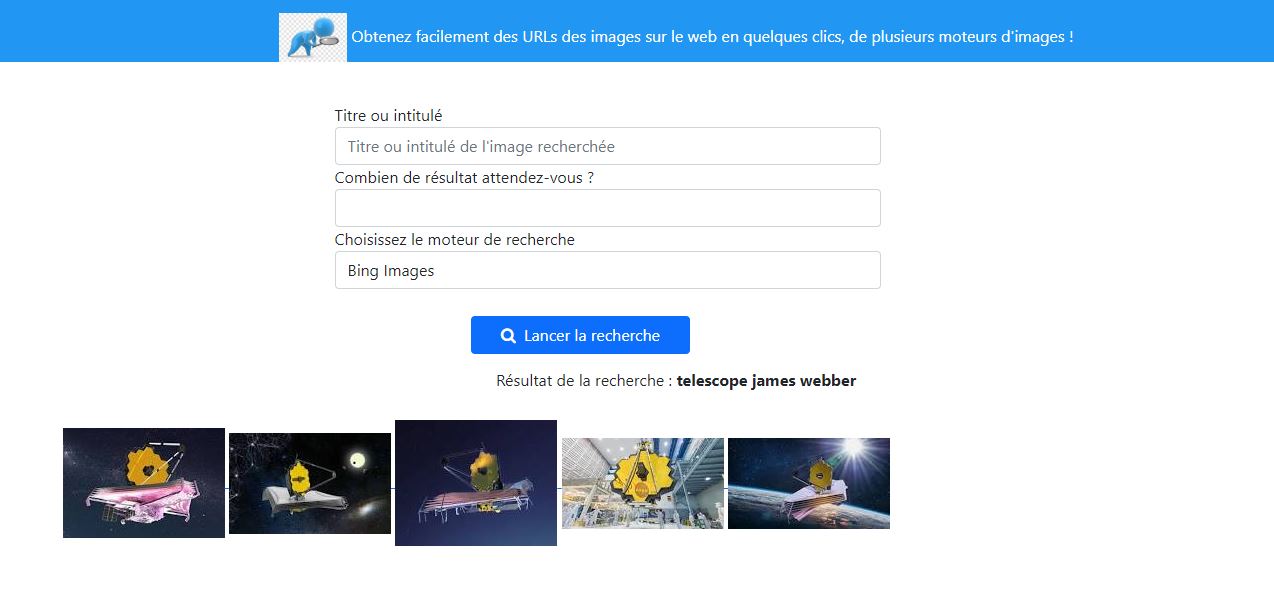 Obtenez facilement des URLs des images sur le web en quelques clics, de plusieurs moteurs d'images !
Titre ou intitulé
Titre ou intitulé de l'image recherchée
Combien de résultat attendez-vous ?
Choisissez le moteur de recherche
Bing Images
Lancer la recherche
Résultat de la recherche : telescope james webber